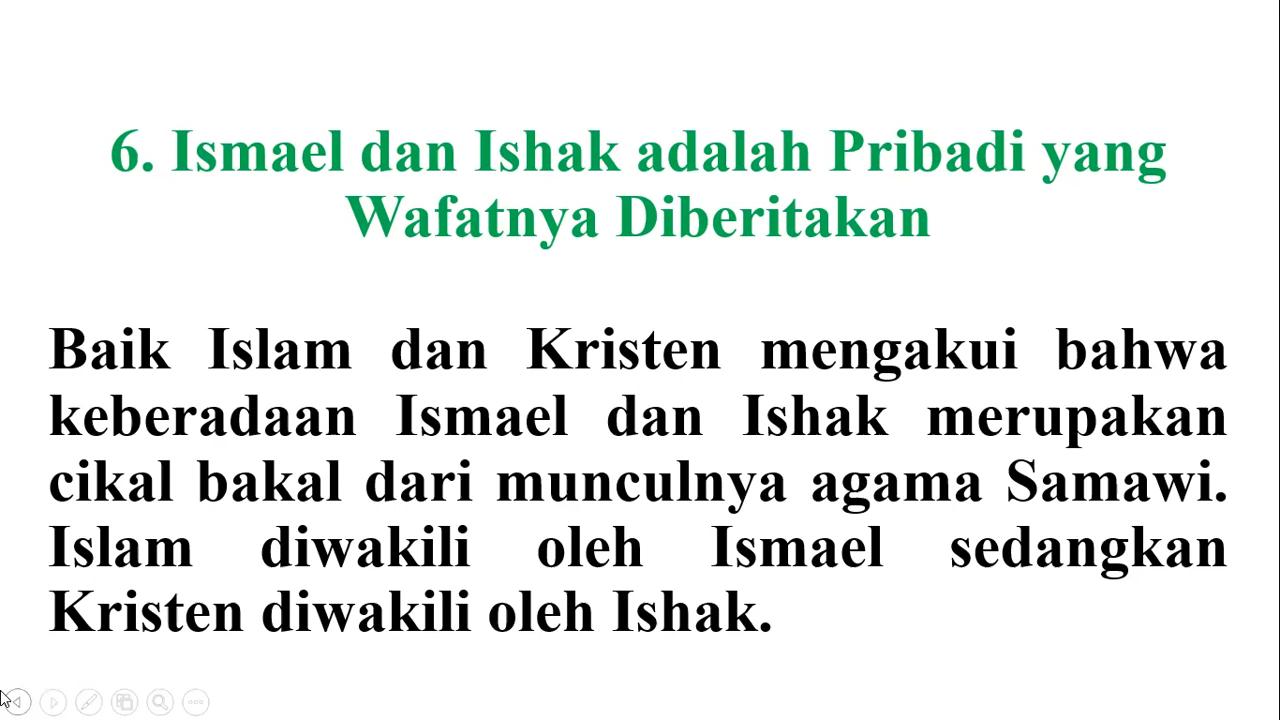 6. Ismael dan Ishak adalah Pribadi yang
Wafatnya Diberitakan
Baik Islam dan Kristen mengakui bahwa
keberadaan Ismael dan Ishak merupakan
cikal bakal dari munculnya agama Samawi.
Islam diwakili oleh Ismael sedangkan
Kristen diwakili oleh Ishak.